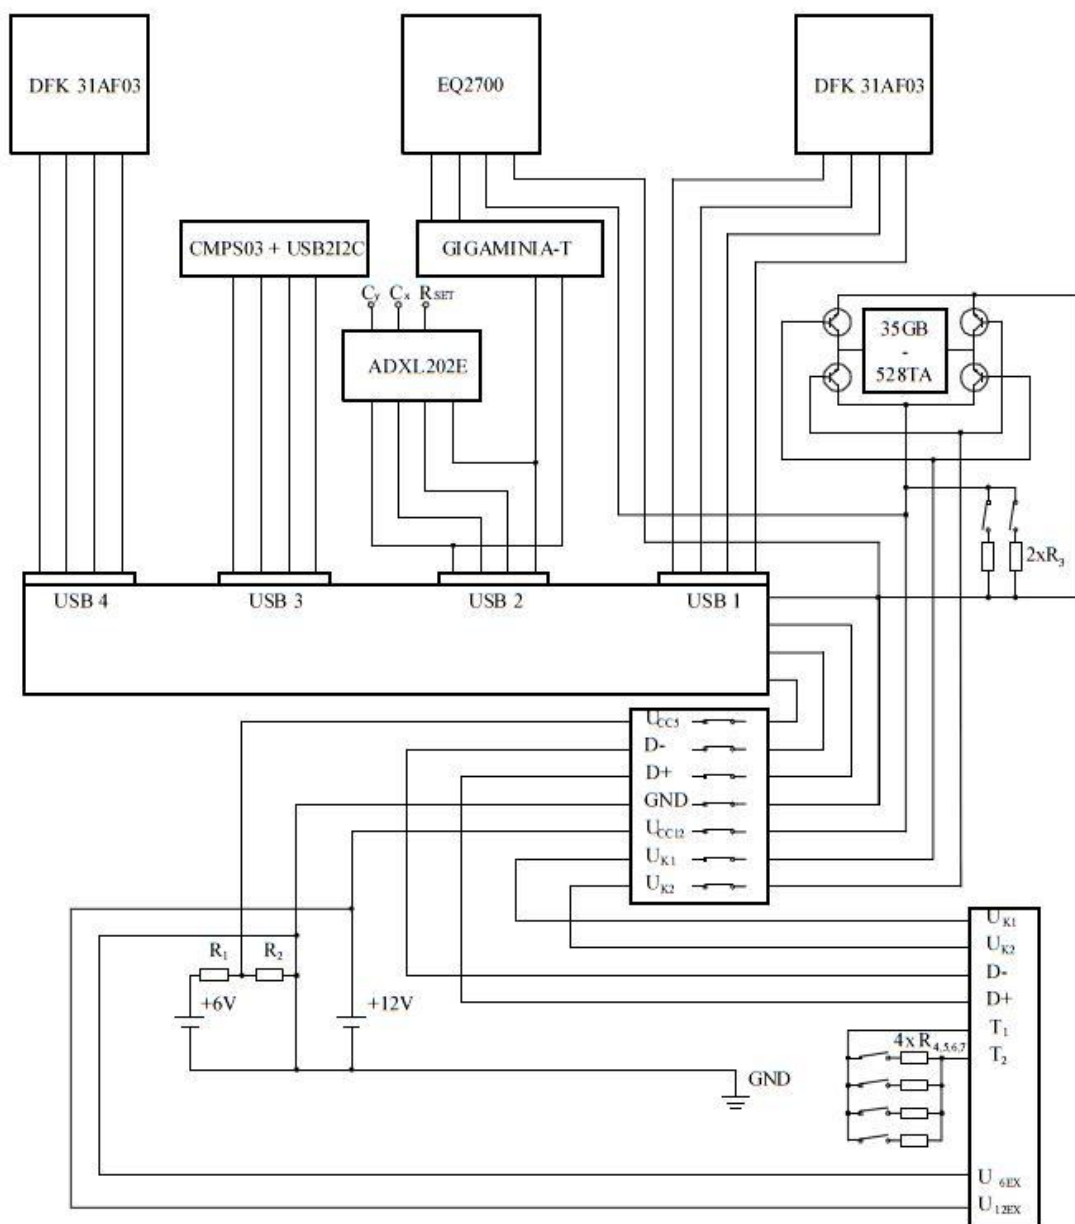 DFK 31AF03
EQ2700
DFK 31AF03
CMPS03 + USB2I2C
GIGAMINIA-T
Cy Cx RSET
ADXL202E
35GB
-
528TA
2xR3
USB 4
USB 3
USB 2
USB 1
UCC5
D-
D+
GND
UCC12
UK1
UK2
R1
R2
+6V
+12V
GND
UK1
UK2
D-
D+
T1
4x R4,5,6,7
T2
U6EX
U12EX